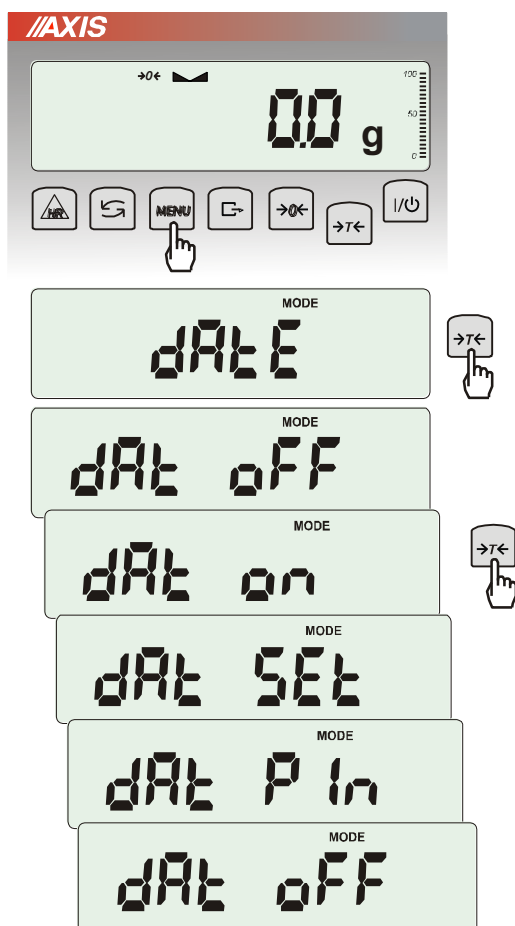 //AXIS
→0← 100
50
0.0 g
0
HR MENU →0← →T← I/⏻
MODE
dAtE
→T←
MODE
dAt oFF
MODE
dAt on
→T←
MODE
dAt SEt
MODE
dAt PIn
MODE
dAt oFF